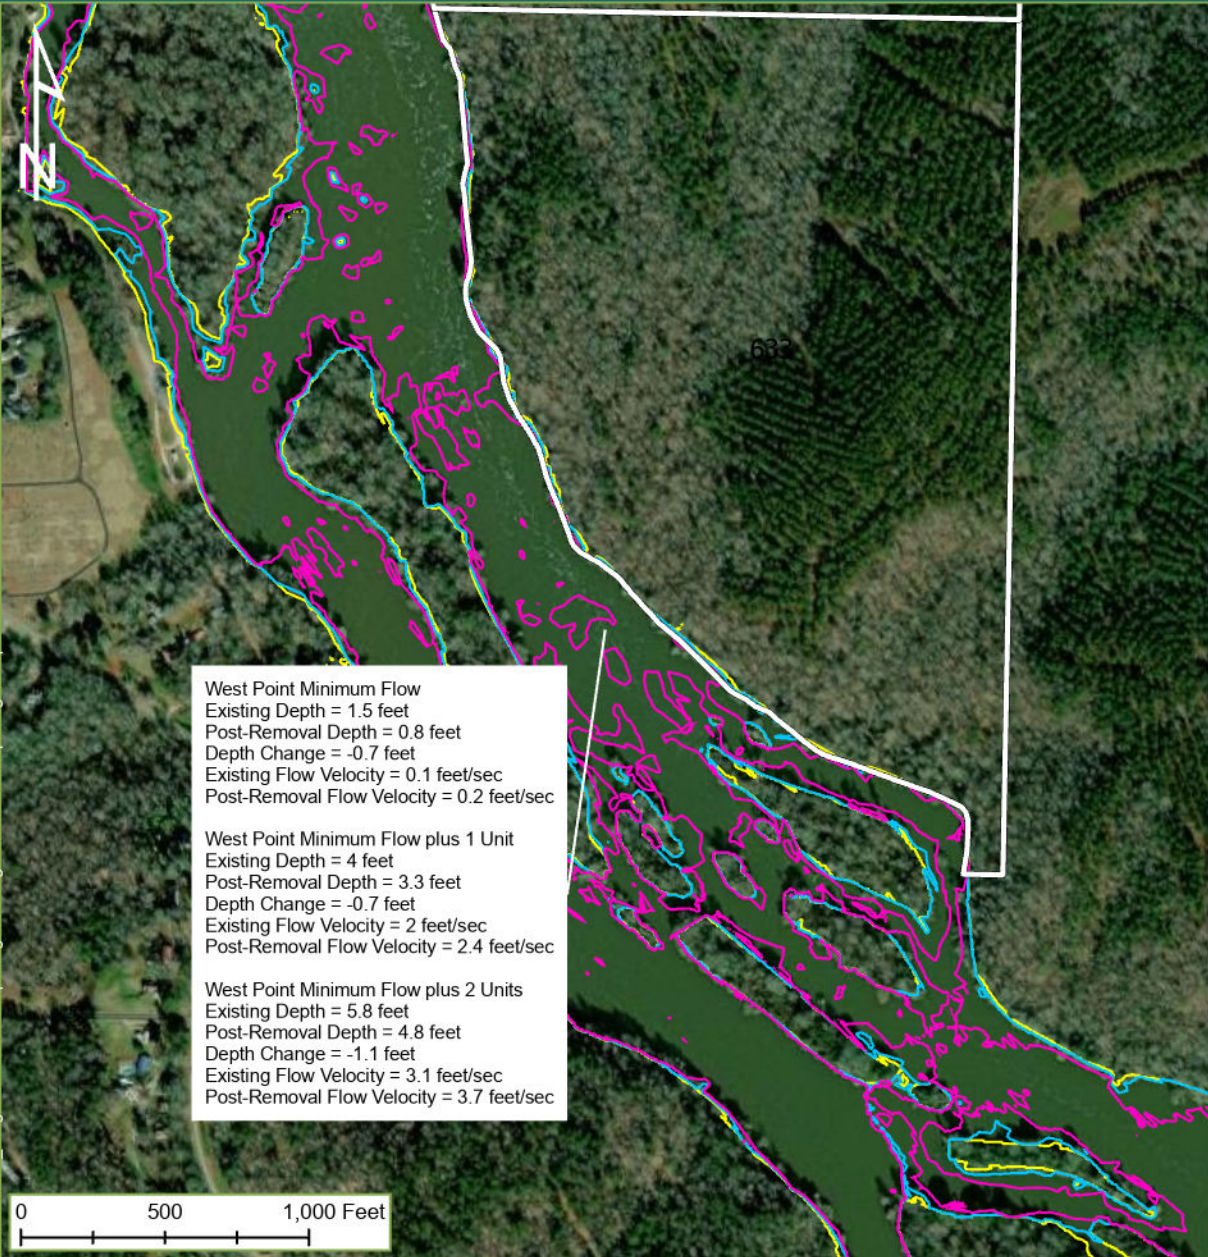 N
633
West Point Minimum Flow
Existing Depth = 1.5 feet
Post-Removal Depth = 0.8 feet
Depth Change = -0.7 feet
Existing Flow Velocity = 0.1 feet/sec
Post-Removal Flow Velocity = 0.2 feet/sec
West Point Minimum Flow plus 1 Unit
Existing Depth = 4 feet
Post-Removal Depth = 3.3 feet
Depth Change = -0.7 feet
Existing Flow Velocity = 2 feet/sec
Post-Removal Flow Velocity = 2.4 feet/sec
West Point Minimum Flow plus 2 Units
Existing Depth = 5.8 feet
Post-Removal Depth = 4.8 feet
Depth Change = -1.1 feet
Existing Flow Velocity = 3.1 feet/sec
Post-Removal Flow Velocity = 3.7 feet/sec
0 500 1,000 Feet